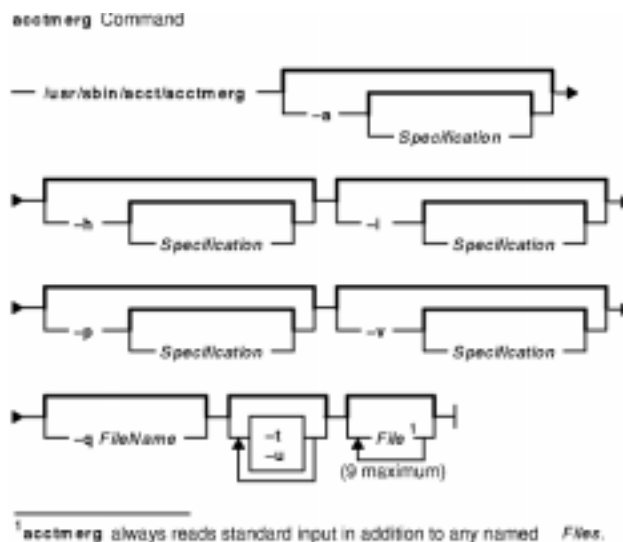 acctmerg Command
/usr/sbin/acct/acctmerg
-a
Specification
-h
Specification
-i
Specification
-p
Specification
-v
Specification
-q FileName
-t
-u
File 1
(9 maximum)
1 acctmerg always reads standard input in addition to any named Files.